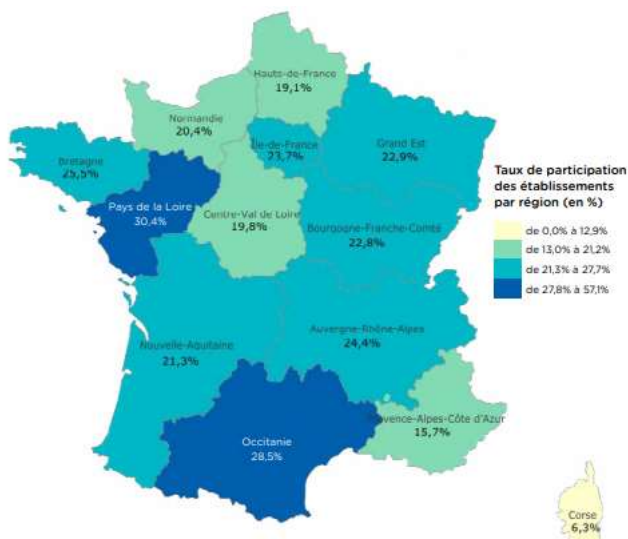 Hauts-de-France
19,1%
Normandie
20,4%
Île-de-France
23,7%
Grand Est
22,9%
Bretagne
25,5%
Pays de la Loire
30,4%
Centre-Val de Loire
19,8%
Bourgogne-Franche-Comté
22,8%
Taux de participation
des établissements
par région (en %)
de 0,0% à 12,9%
de 13,0% à 21,2%
de 21,3% à 27,7%
de 27,8% à 57,1%
Nouvelle-Aquitaine
21,3%
Auvergne-Rhône-Alpes
24,4%
Provence-Alpes-Côte d'Azur
15,7%
Occitanie
28,5%
Corse
6,3%